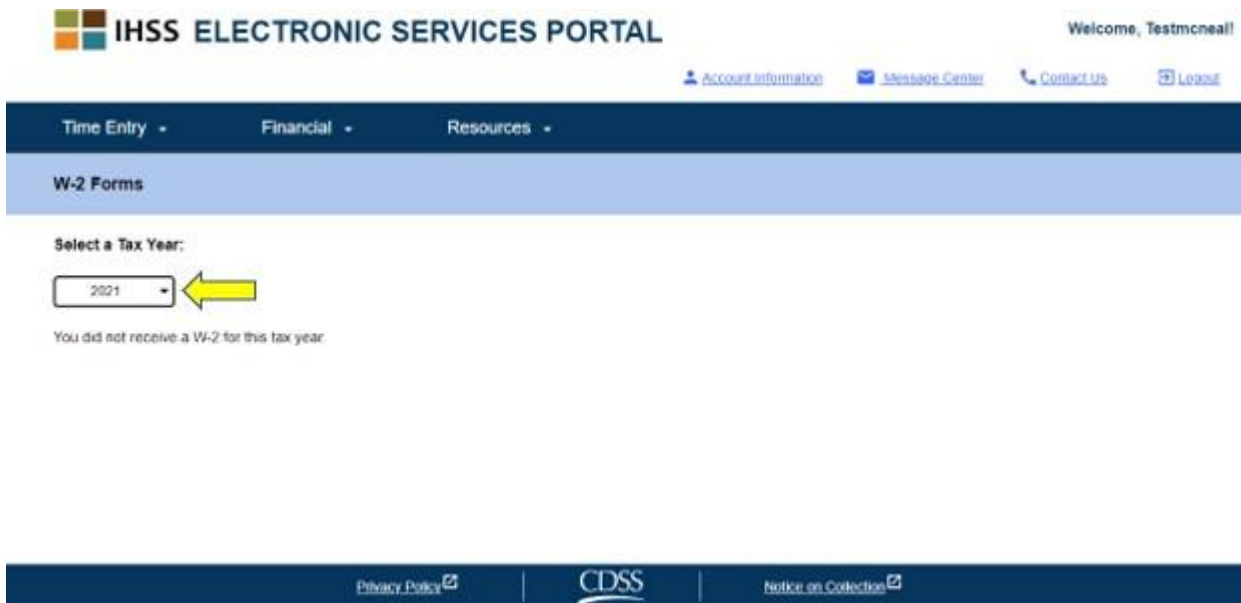 IHSS ELECTRONIC SERVICES PORTAL
Welcome, Testmcneal!
Account Information Message Center Contact Us Logout
Time Entry Financial Resources
W-2 Forms
Select a Tax Year:
2021
You did not receive a W-2 for this tax year.
Privacy Policy CDSS Notice on Collection